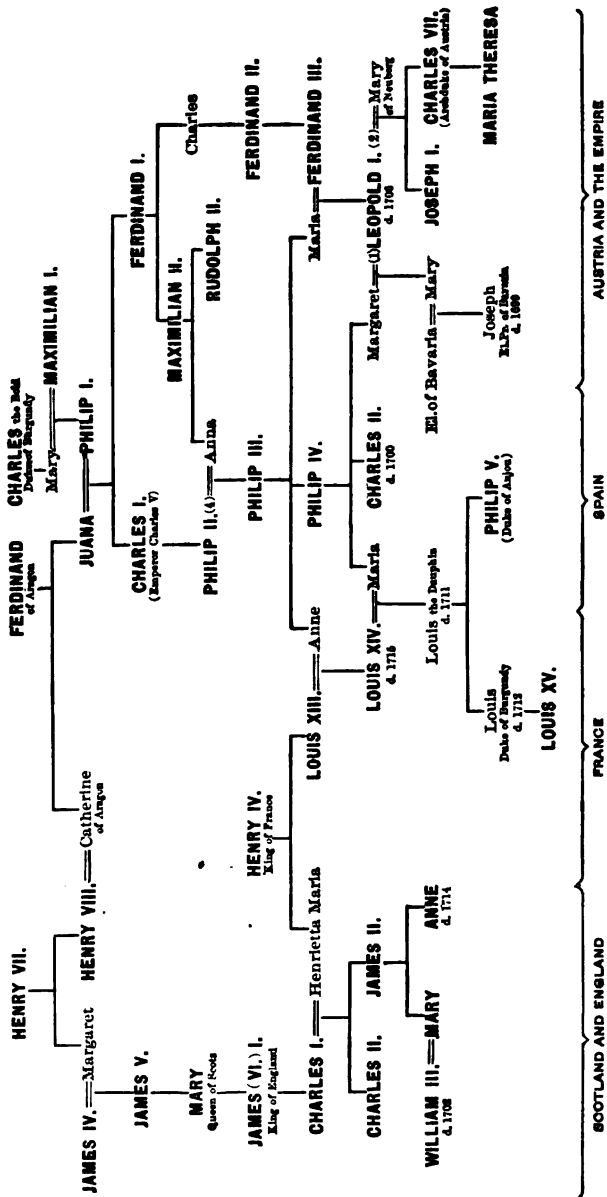 CHARLES the Bold
Duke of Burgundy
FERDINAND
of Aragon
HENRY VII.
Mary=MAXIMILIAN I.
JAMES IV.=Margaret
HENRY VIII.=Catherine
of Aragon
JUANA=PHILIP I.
JAMES V.
CHARLES I.
(Emperor Charles V)
FERDINAND I.
MARY
Queen of Scots
MAXIMILIAN II.
Charles
JAMES (VI.) I.
King of England
PHILIP II.(4)=Anna
RUDOLPH II.
FERDINAND II.
HENRY IV.
King of France
PHILIP III.
CHARLES I.=Henrietta Maria
LOUIS XIII.=Anne
PHILIP IV.
Maria=FERDINAND III.
CHARLES II.
JAMES II.
LOUIS XIV.=Maria
d. 1715
CHARLES II.
d. 1700
Margaret=(1)LEOPOLD I.(2)=Mary
d. 1705
of Neuberg
WILLIAM III.=MARY
d. 1702
ANNE
d. 1714
Louis the Dauphin
d. 1711
El. of Bavaria=Mary
JOSEPH I.
CHARLES VII.
(Archduke of Austria)
Louis
Duke of Burgundy
d. 1712
PHILIP V.
(Duke of Anjou)
Joseph
El.Pr. of Bavaria
d. 1699
MARIA THERESA
LOUIS XV.
SCOTLAND AND ENGLAND
FRANCE
SPAIN
AUSTRIA AND THE EMPIRE